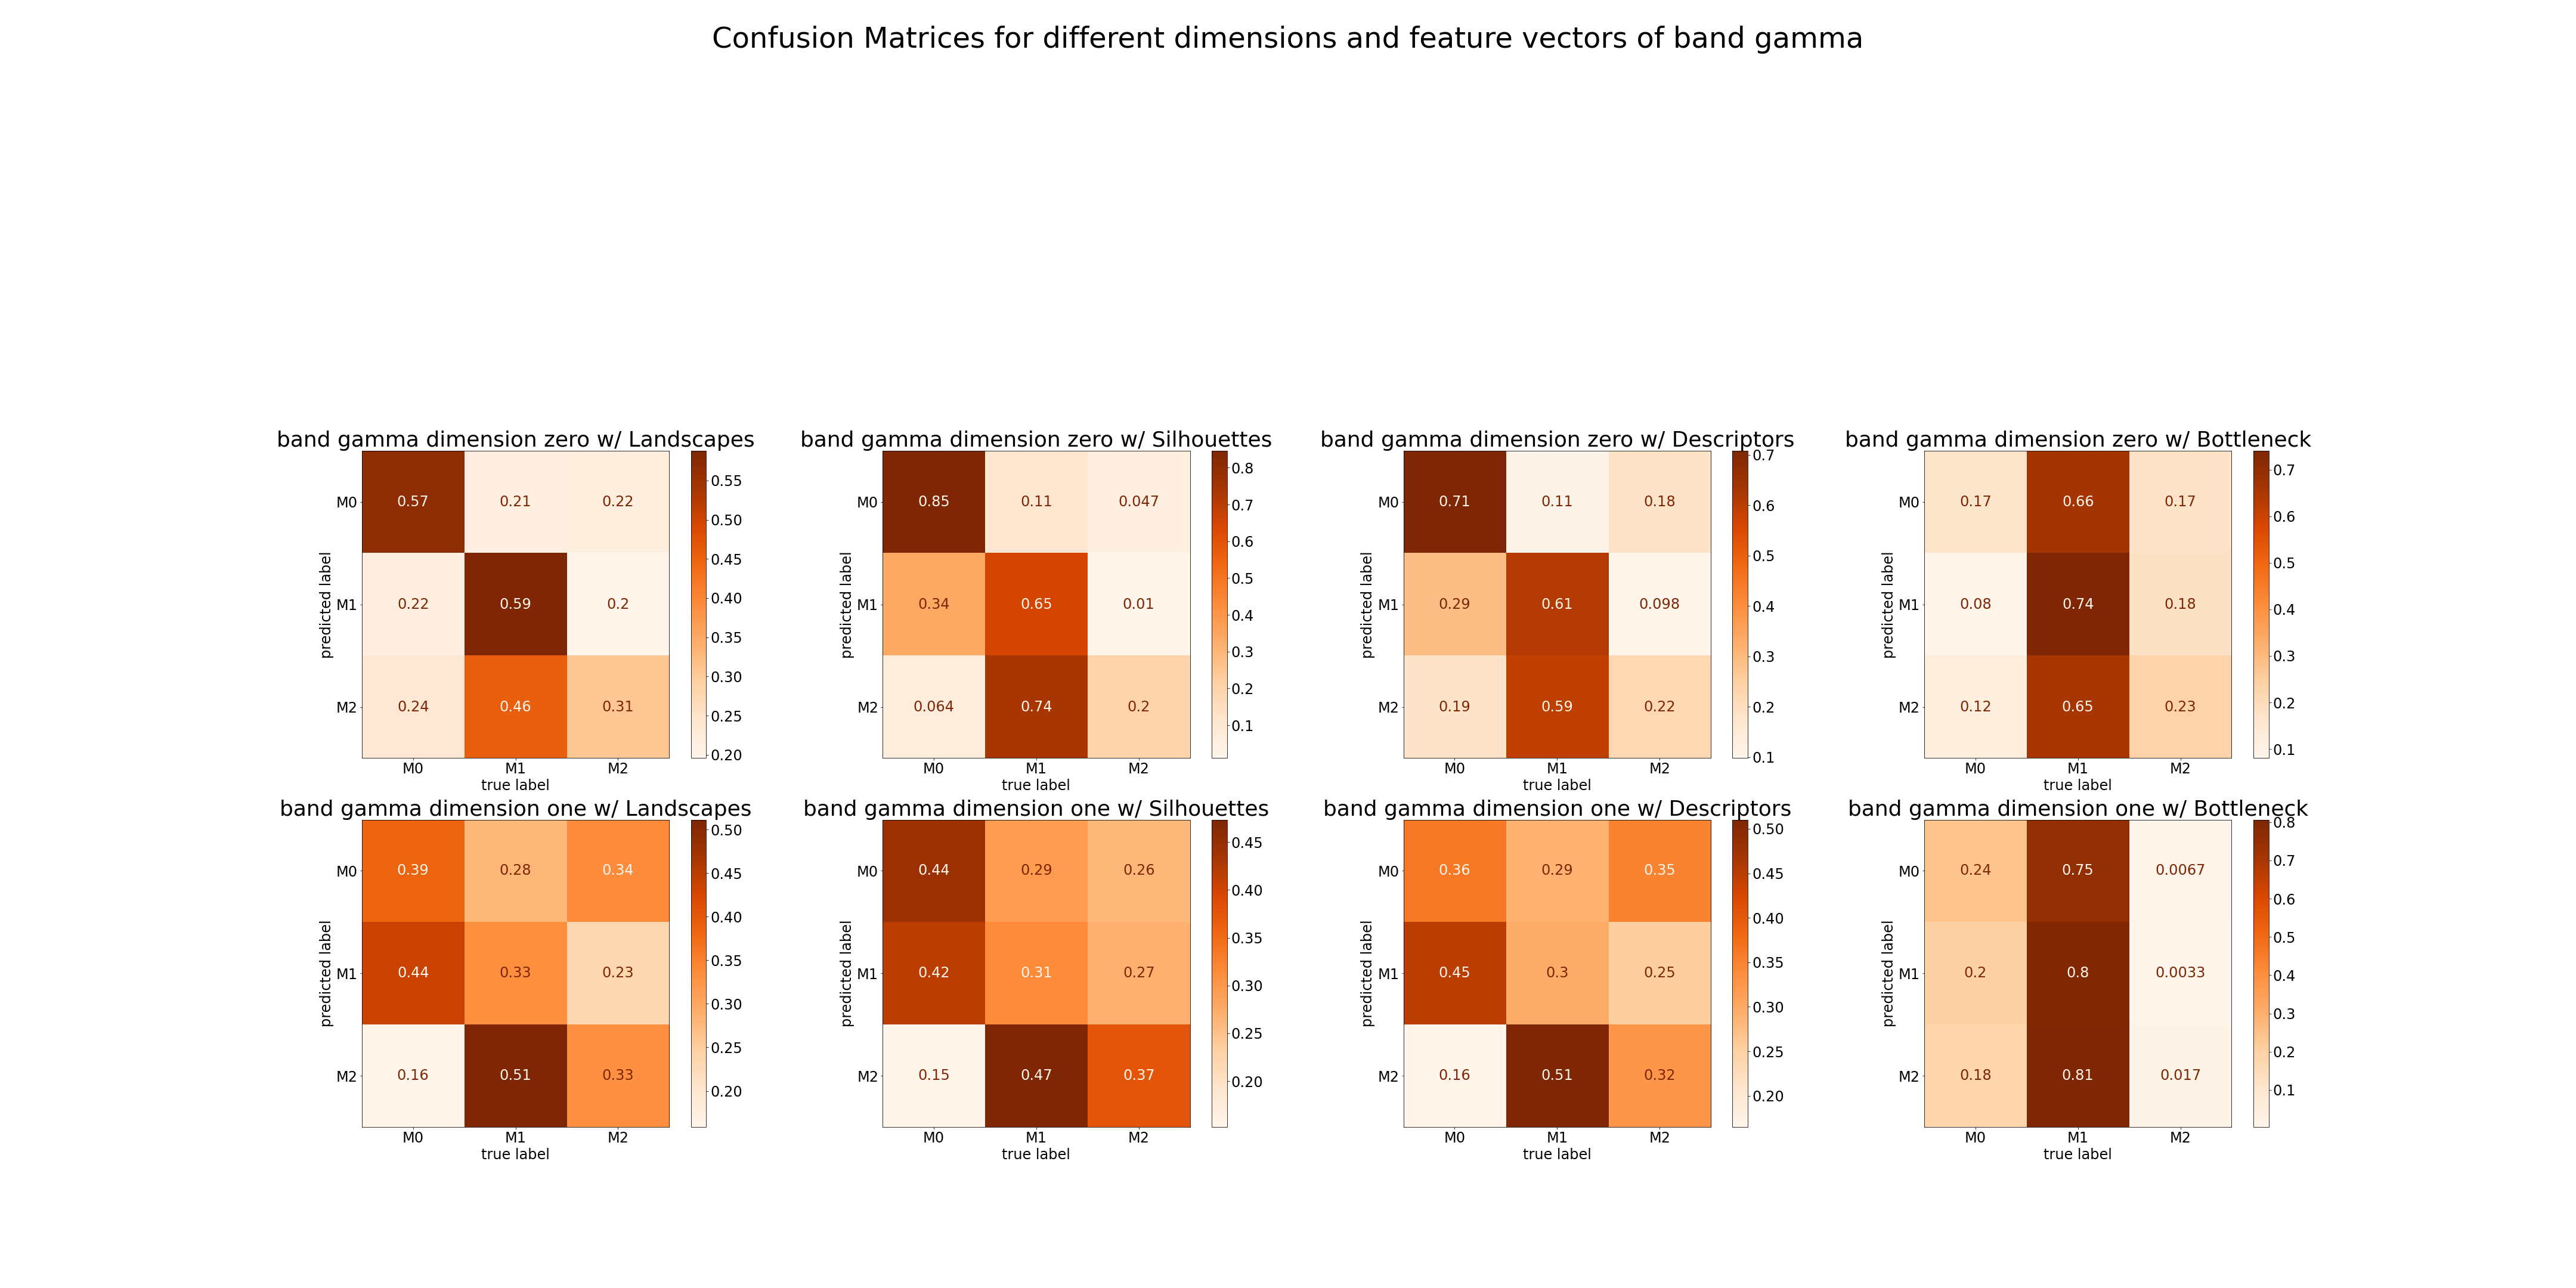 Confusion Matrices for different dimensions and feature vectors of band gamma
band gamma dimension zero w/ Landscapes
M0 0.57 0.21 0.22
M1 0.22 0.59 0.2
M2 0.24 0.46 0.31
M0 M1 M2
true label
predicted label
0.55
0.50
0.45
0.40
0.35
0.30
0.25
0.20
band gamma dimension zero w/ Silhouettes
M0 0.85 0.11 0.047
M1 0.34 0.65 0.01
M2 0.064 0.74 0.2
M0 M1 M2
true label
predicted label
0.8
0.7
0.6
0.5
0.4
0.3
0.2
0.1
band gamma dimension zero w/ Descriptors
M0 0.71 0.11 0.18
M1 0.29 0.61 0.098
M2 0.19 0.59 0.22
M0 M1 M2
true label
predicted label
0.7
0.6
0.5
0.4
0.3
0.2
0.1
band gamma dimension zero w/ Bottleneck
M0 0.17 0.66 0.17
M1 0.08 0.74 0.18
M2 0.12 0.65 0.23
M0 M1 M2
true label
predicted label
0.7
0.6
0.5
0.4
0.3
0.2
0.1
band gamma dimension one w/ Landscapes
M0 0.39 0.28 0.34
M1 0.44 0.33 0.23
M2 0.16 0.51 0.33
M0 M1 M2
true label
predicted label
0.50
0.45
0.40
0.35
0.30
0.25
0.20
band gamma dimension one w/ Silhouettes
M0 0.44 0.29 0.26
M1 0.42 0.31 0.27
M2 0.15 0.47 0.37
M0 M1 M2
true label
predicted label
0.45
0.40
0.35
0.30
0.25
0.20
band gamma dimension one w/ Descriptors
M0 0.36 0.29 0.35
M1 0.45 0.3 0.25
M2 0.16 0.51 0.32
M0 M1 M2
true label
predicted label
0.50
0.45
0.40
0.35
0.30
0.25
0.20
band gamma dimension one w/ Bottleneck
M0 0.24 0.75 0.0067
M1 0.2 0.8 0.0033
M2 0.18 0.81 0.017
M0 M1 M2
true label
predicted label
0.8
0.7
0.6
0.5
0.4
0.3
0.2
0.1